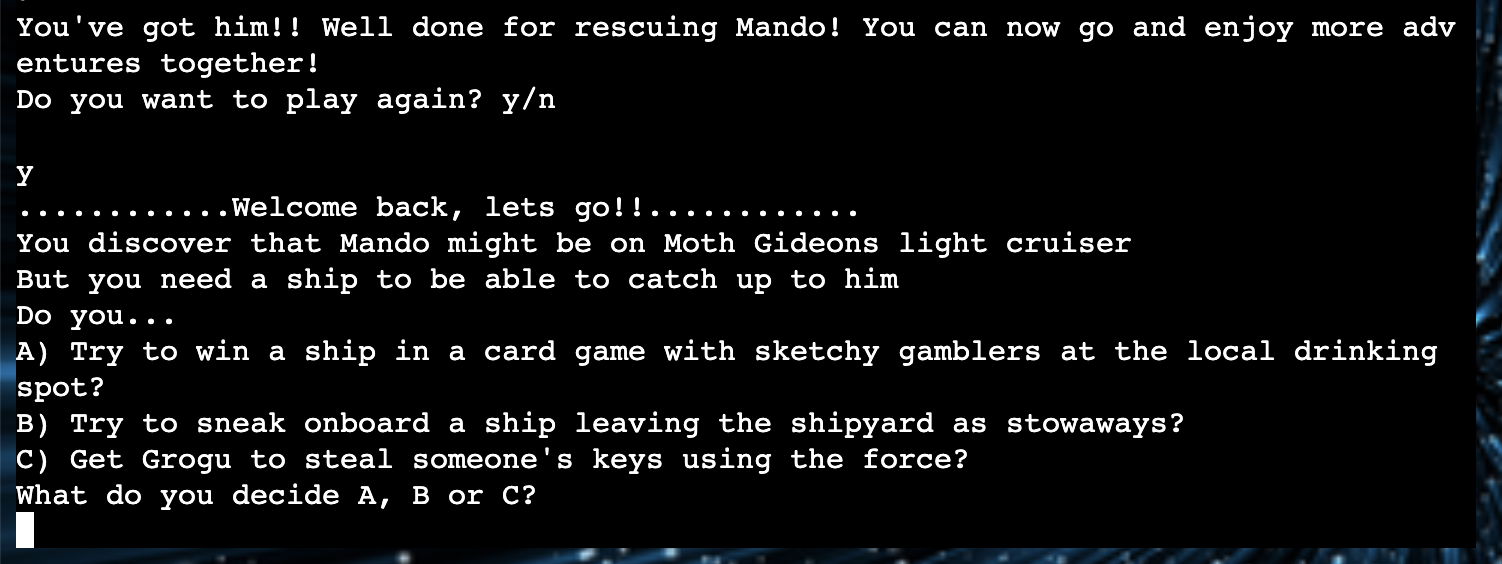 You've got him!! Well done for rescuing Mando! You can now go and enjoy more adv
entures together!
Do you want to play again? y/n
y
............Welcome back, lets go!!............
You discover that Mando might be on Moth Gideons light cruiser
But you need a ship to be able to catch up to him
Do you...
A) Try to win a ship in a card game with sketchy gamblers at the local drinking
spot?
B) Try to sneak onboard a ship leaving the shipyard as stowaways?
C) Get Grogu to steal someone's keys using the force?
What do you decide A, B or C?